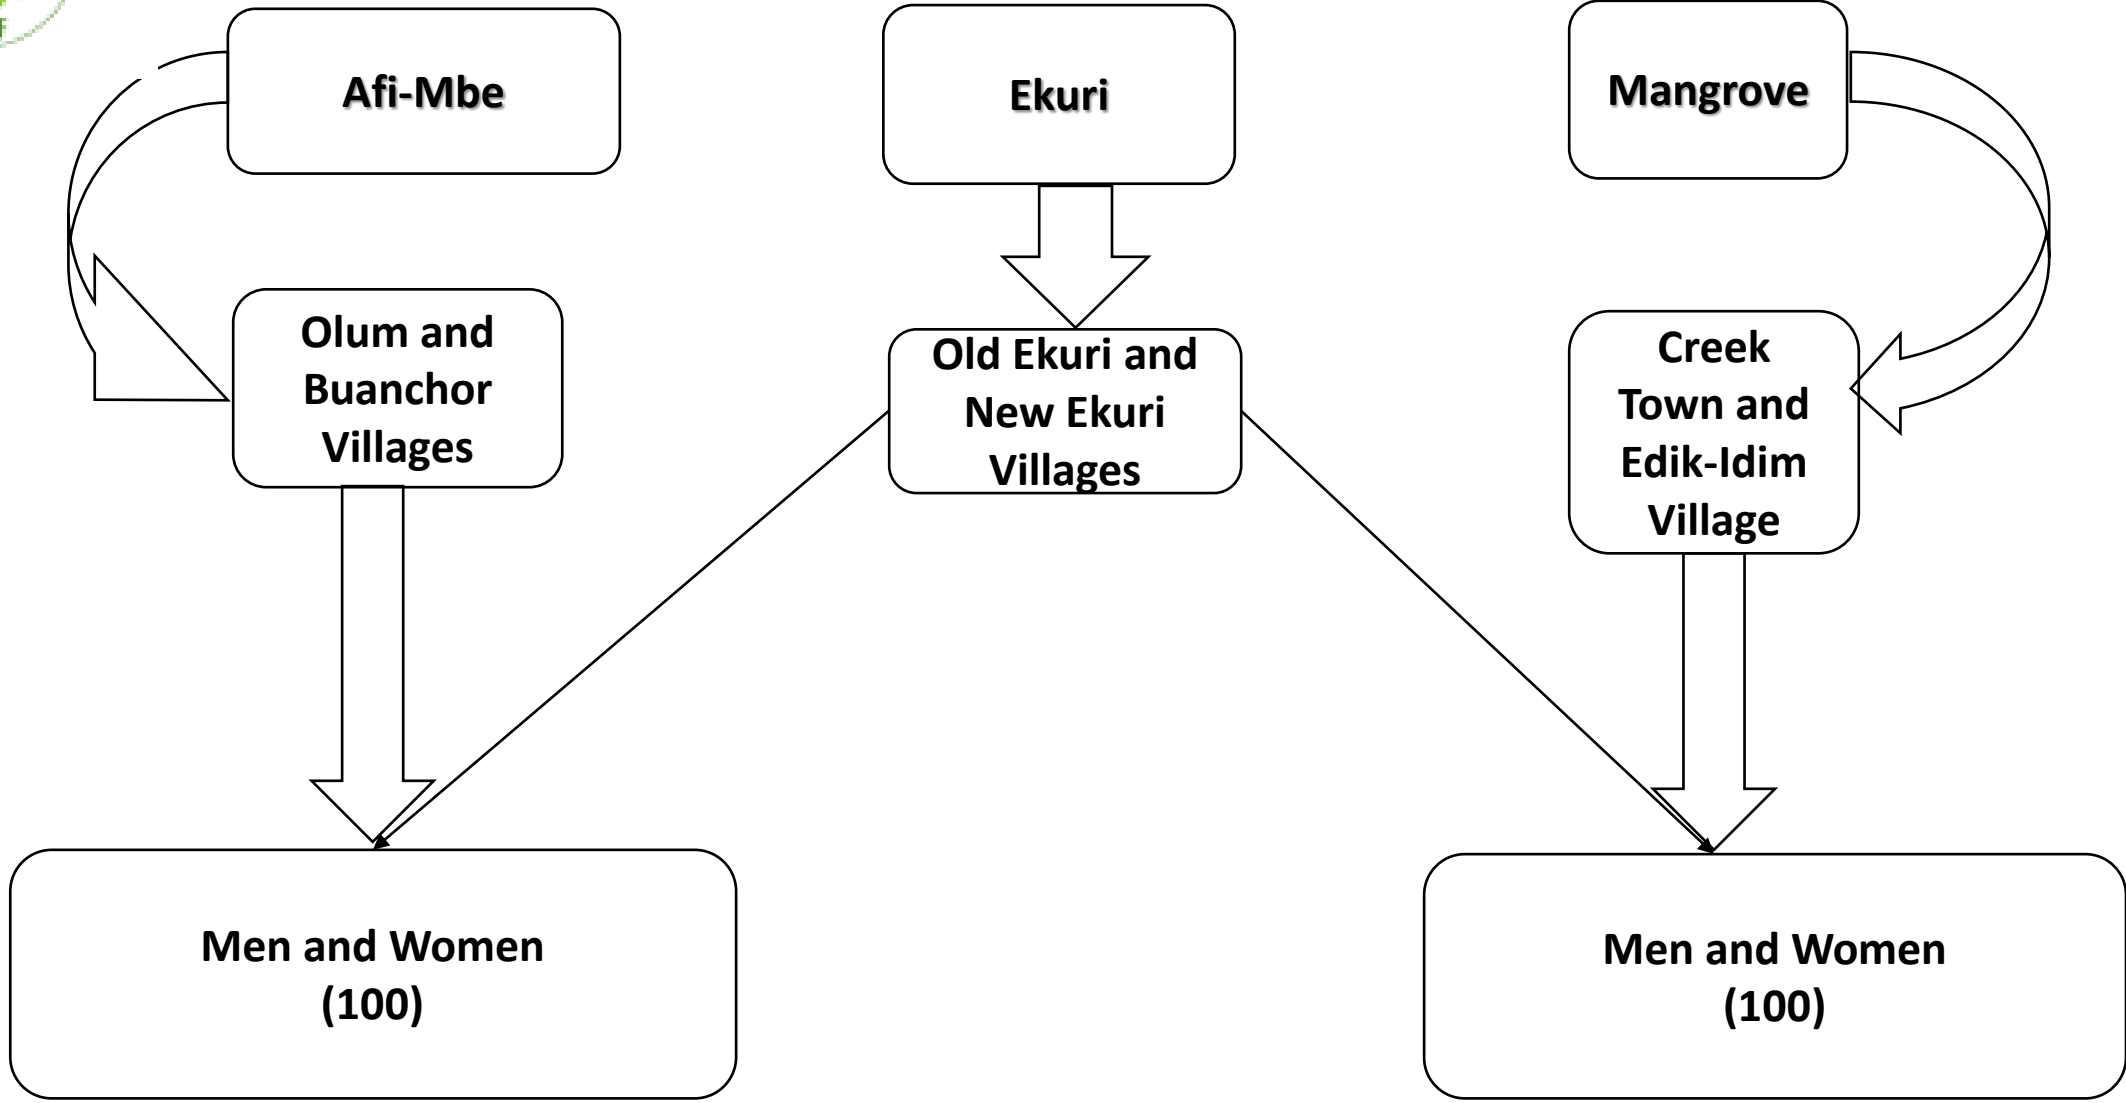 Afi-Mbe
Ekuri
Mangrove
Olum and
Buanchor
Villages
Old Ekuri and
New Ekuri
Villages
Creek
Town and
Edik-Idim
Village
Men and Women
(100)
Men and Women
(100)